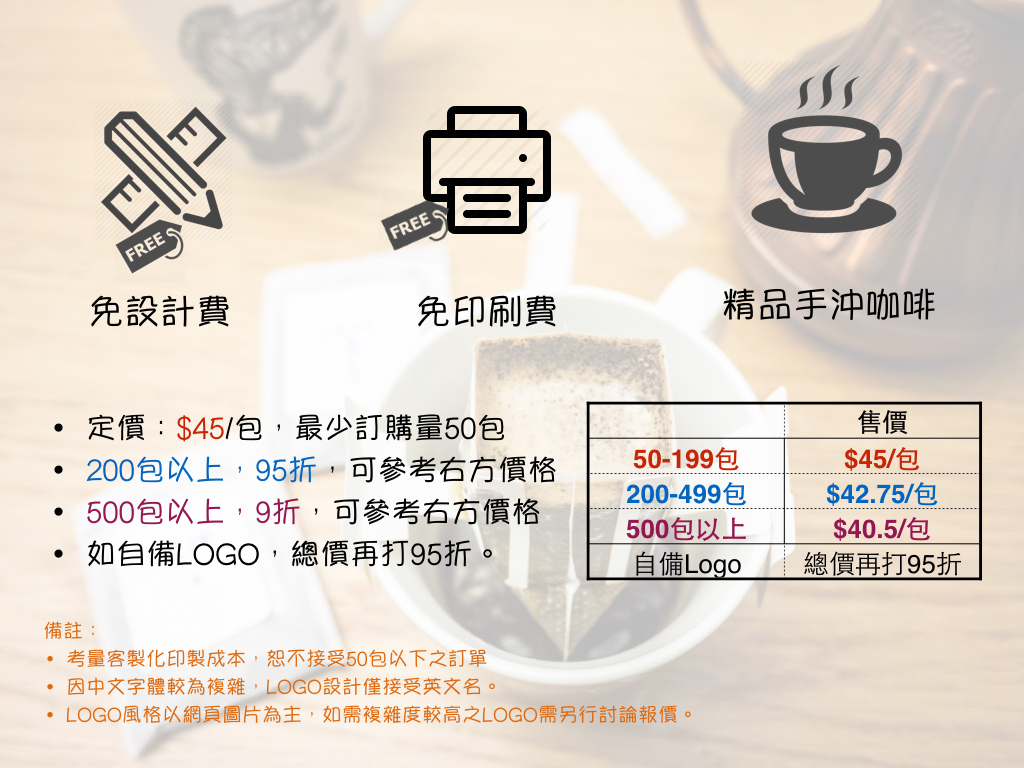 FREE
FREE
免設計費
免印刷費
精品手沖咖啡
• 定價：$45/包，最少訂購量50包
• 200包以上，95折，可參考右方價格
• 500包以上，9折，可參考右方價格
• 如自備LOGO，總價再打95折。
售價
50-199包 $45/包
200-499包 $42.75/包
500包以上 $40.5/包
自備Logo 總價再打95折
備註：
• 考量客製化印製成本，恕不接受50包以下之訂單
• 因中文字體較為複雜，LOGO設計僅接受英文名。
• LOGO風格以網頁圖片為主，如需複雜度較高之LOGO需另行討論報價。